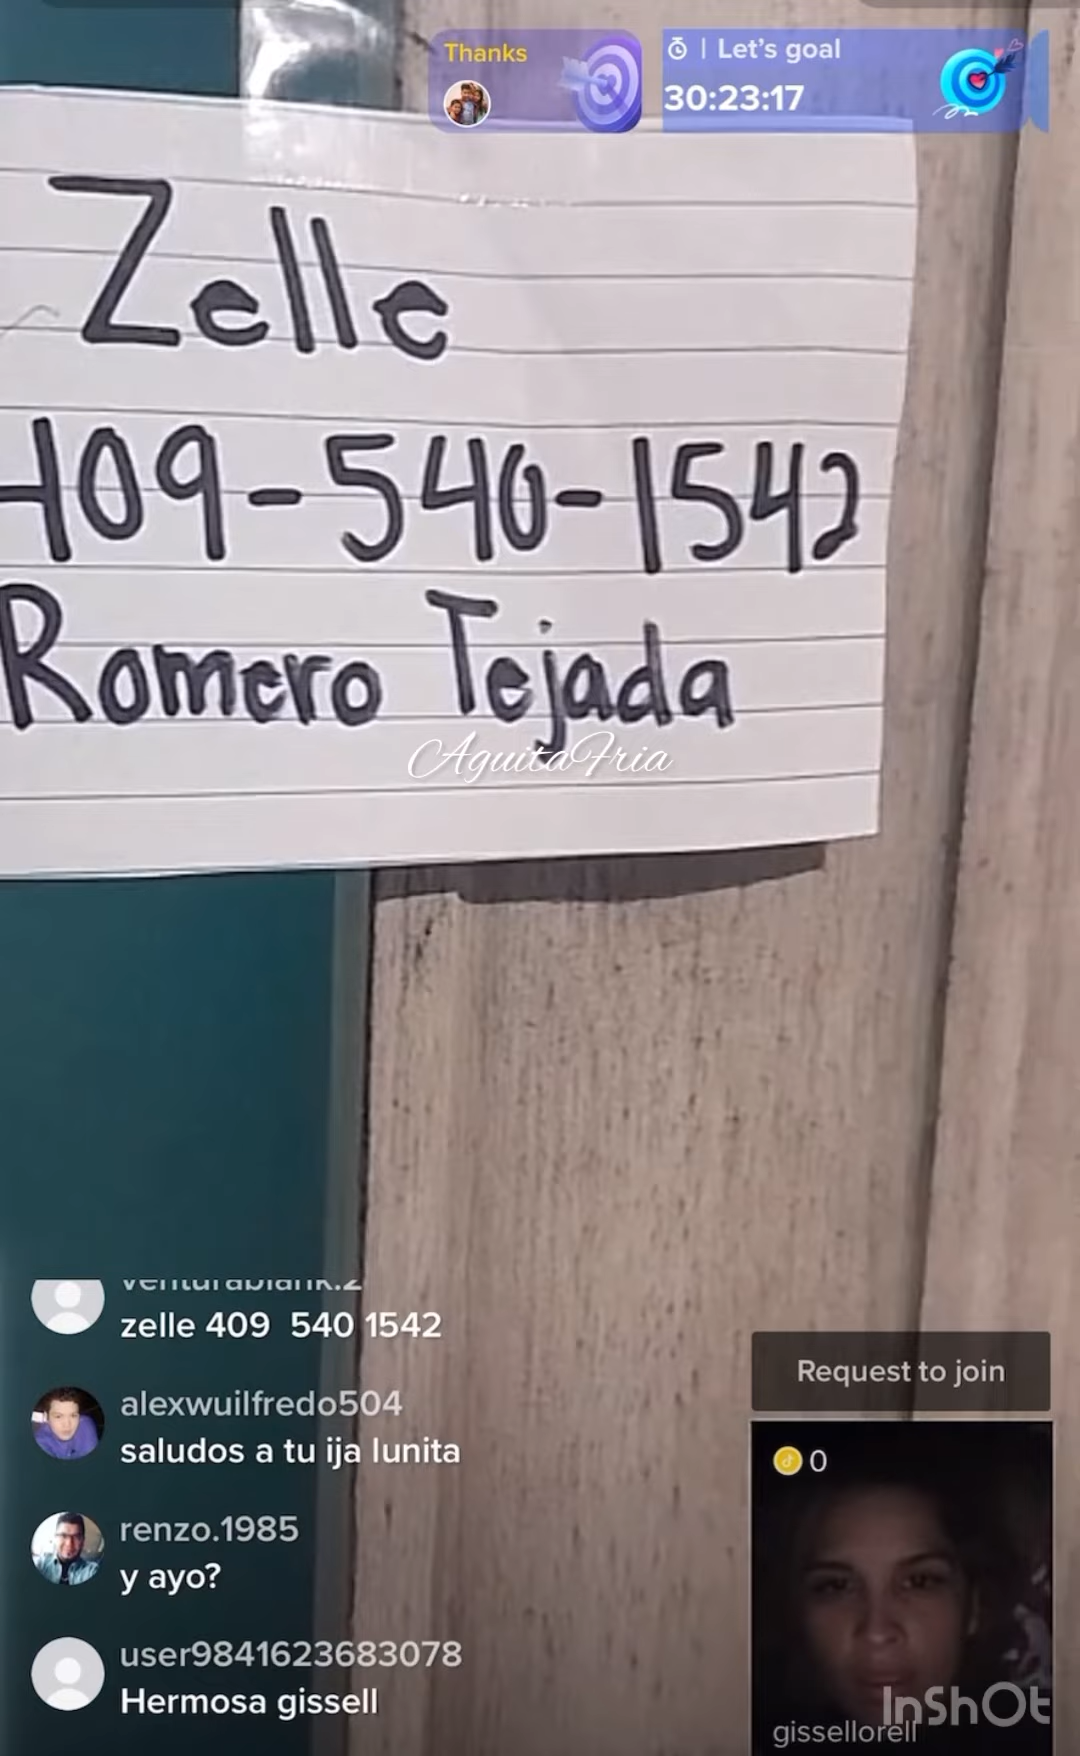 Thanks
| Let's goal
30:23:17
Zelle
409-540-1542
Romero Tejada
AguitaFria
zelle 409 540 1542
alexwuilfredo504
saludos a tu ija lunita
renzo.1985
y ayo?
user9841623683078
Hermosa gissell
Request to join
0
gissellorell
InShOt